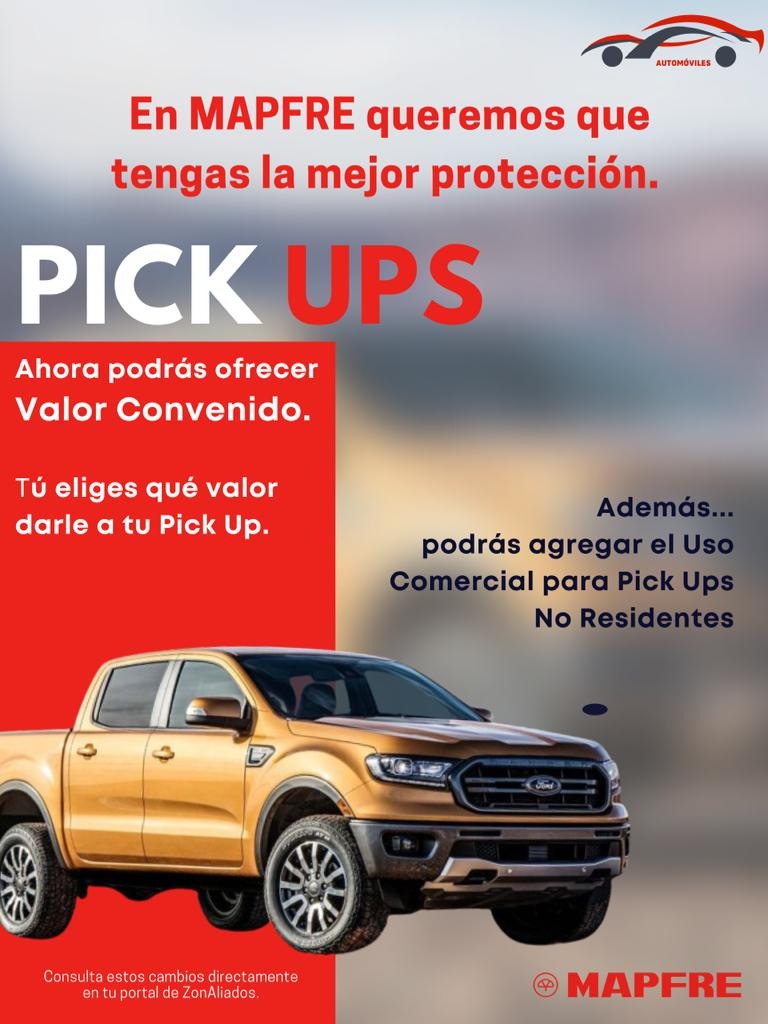 AUTOMÓVILES
En MAPFRE queremos que
tengas la mejor protección.
PICK UPS
Ahora podrás ofrecer
Valor Convenido.
Tú eliges qué valor
darle a tu Pick Up.
Además...
podrás agregar el Uso
Comercial para Pick Ups
No Residentes
Ford
Consulta estos cambios directamente
en tu portal de ZonAliados.
MAPFRE